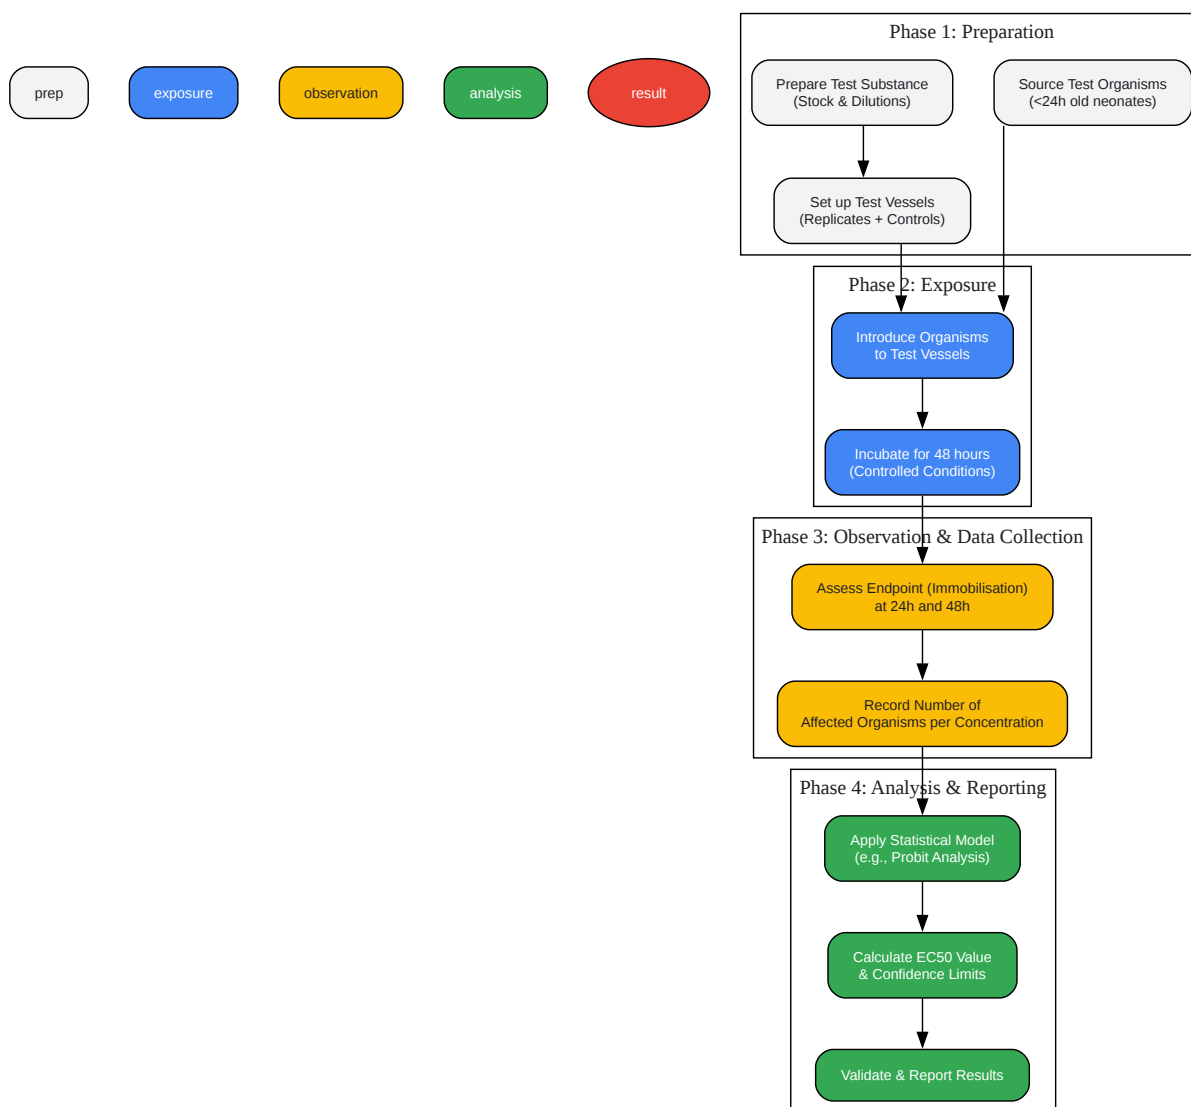 prep
exposure
observation
analysis
result
Phase 1: Preparation
Prepare Test Substance
(Stock & Dilutions)
Source Test Organisms
(<24h old neonates)
Set up Test Vessels
(Replicates + Controls)
Phase 2: Exposure
Introduce Organisms
to Test Vessels
Incubate for 48 hours
(Controlled Conditions)
Phase 3: Observation & Data Collection
Assess Endpoint (Immobilisation)
at 24h and 48h
Record Number of
Affected Organisms per Concentration
Phase 4: Analysis & Reporting
Apply Statistical Model
(e.g., Probit Analysis)
Calculate EC50 Value
& Confidence Limits
Validate & Report Results